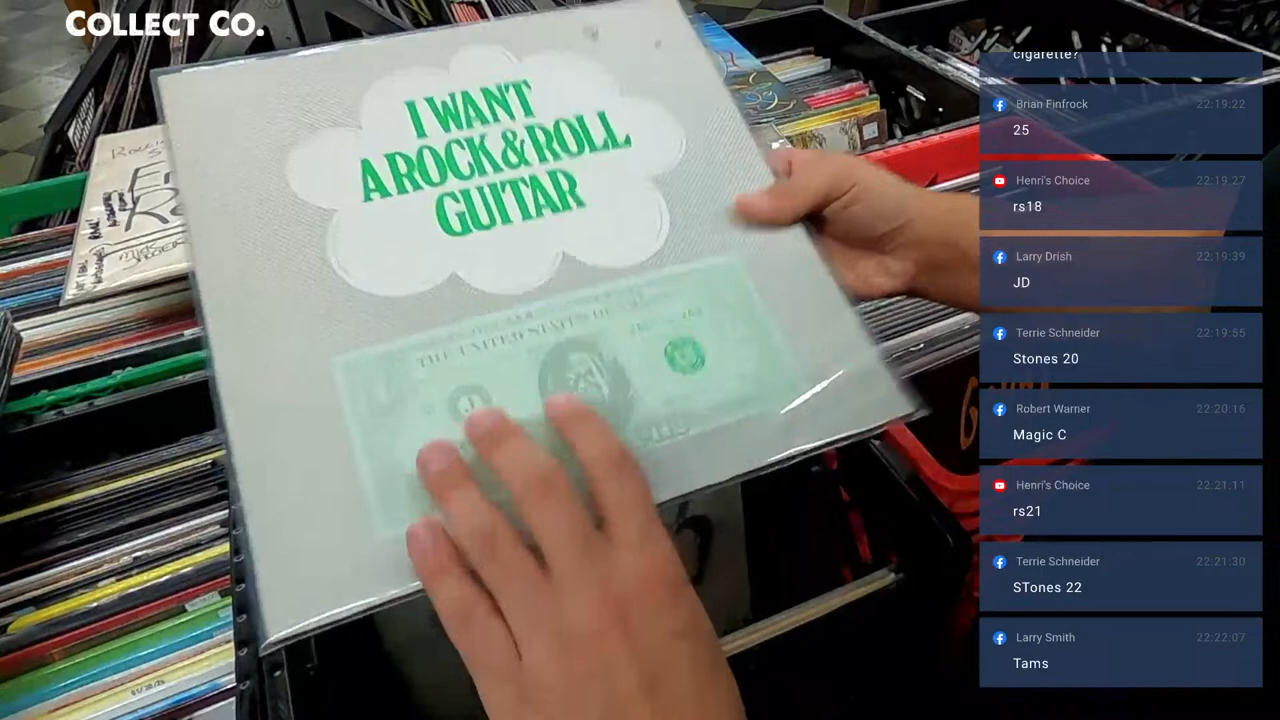 COLLECT CO.
I WANT
A ROCK & ROLL
GUITAR
THE UNITED STATES OF
1
cigarette?
Brian Finfrock 22:19:22
25
Henri's Choice 22:19:27
rs18
Larry Drish 22:19:39
JD
Terrie Schneider 22:19:55
Stones 20
Robert Warner 22:20:16
Magic C
Henri's Choice 22:21:11
rs21
Terrie Schneider 22:21:30
STones 22
Larry Smith 22:22:07
Tams